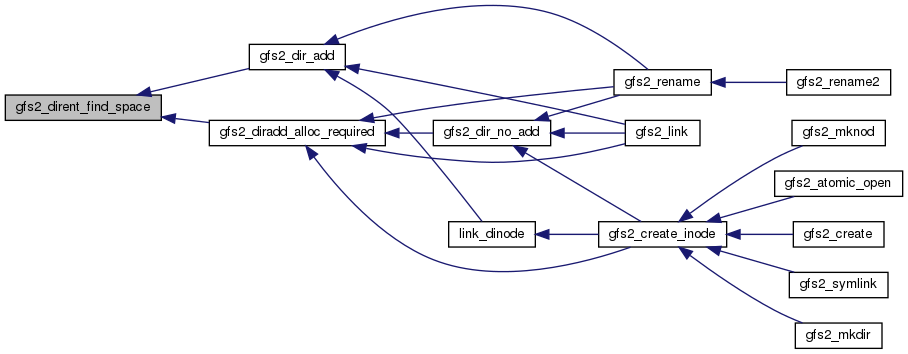 gfs2_dir_add
gfs2_rename
gfs2_rename2
gfs2_dirent_find_space
gfs2_diradd_alloc_required
gfs2_dir_no_add
gfs2_link
gfs2_mknod
gfs2_atomic_open
link_dinode
gfs2_create_inode
gfs2_create
gfs2_symlink
gfs2_mkdir